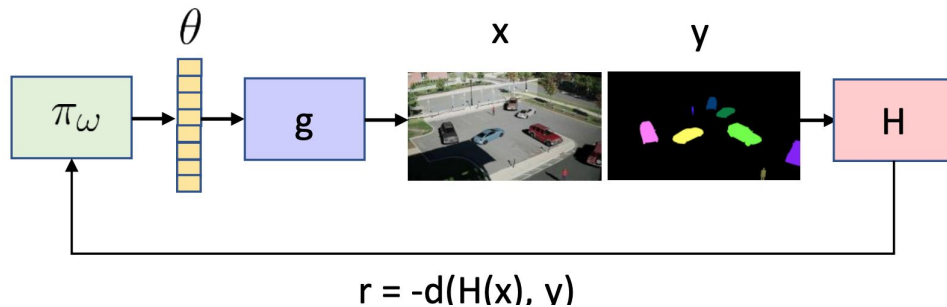 θ
x y
π_ω
g
H
r = -d(H(x), y)